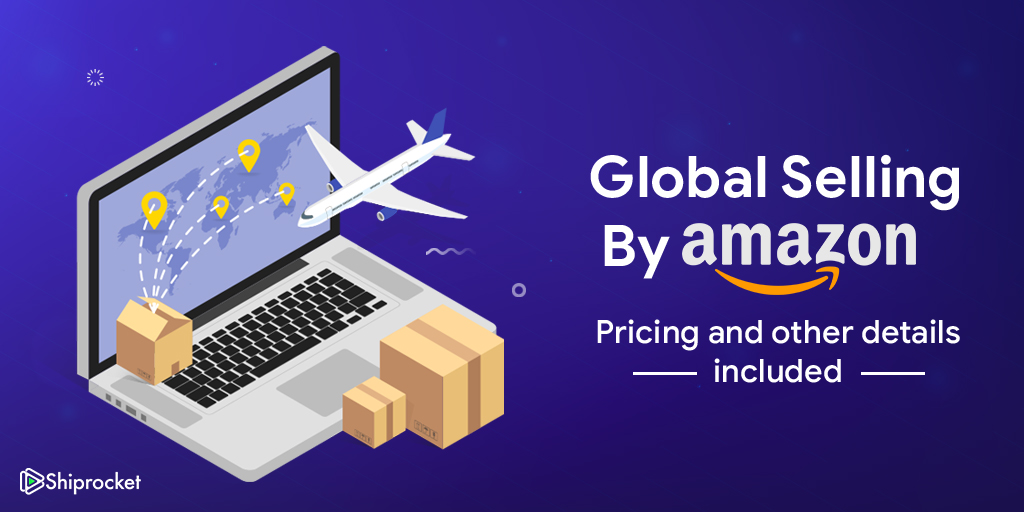 Global Selling
By amazon
Pricing and other details
included
Shiprocket